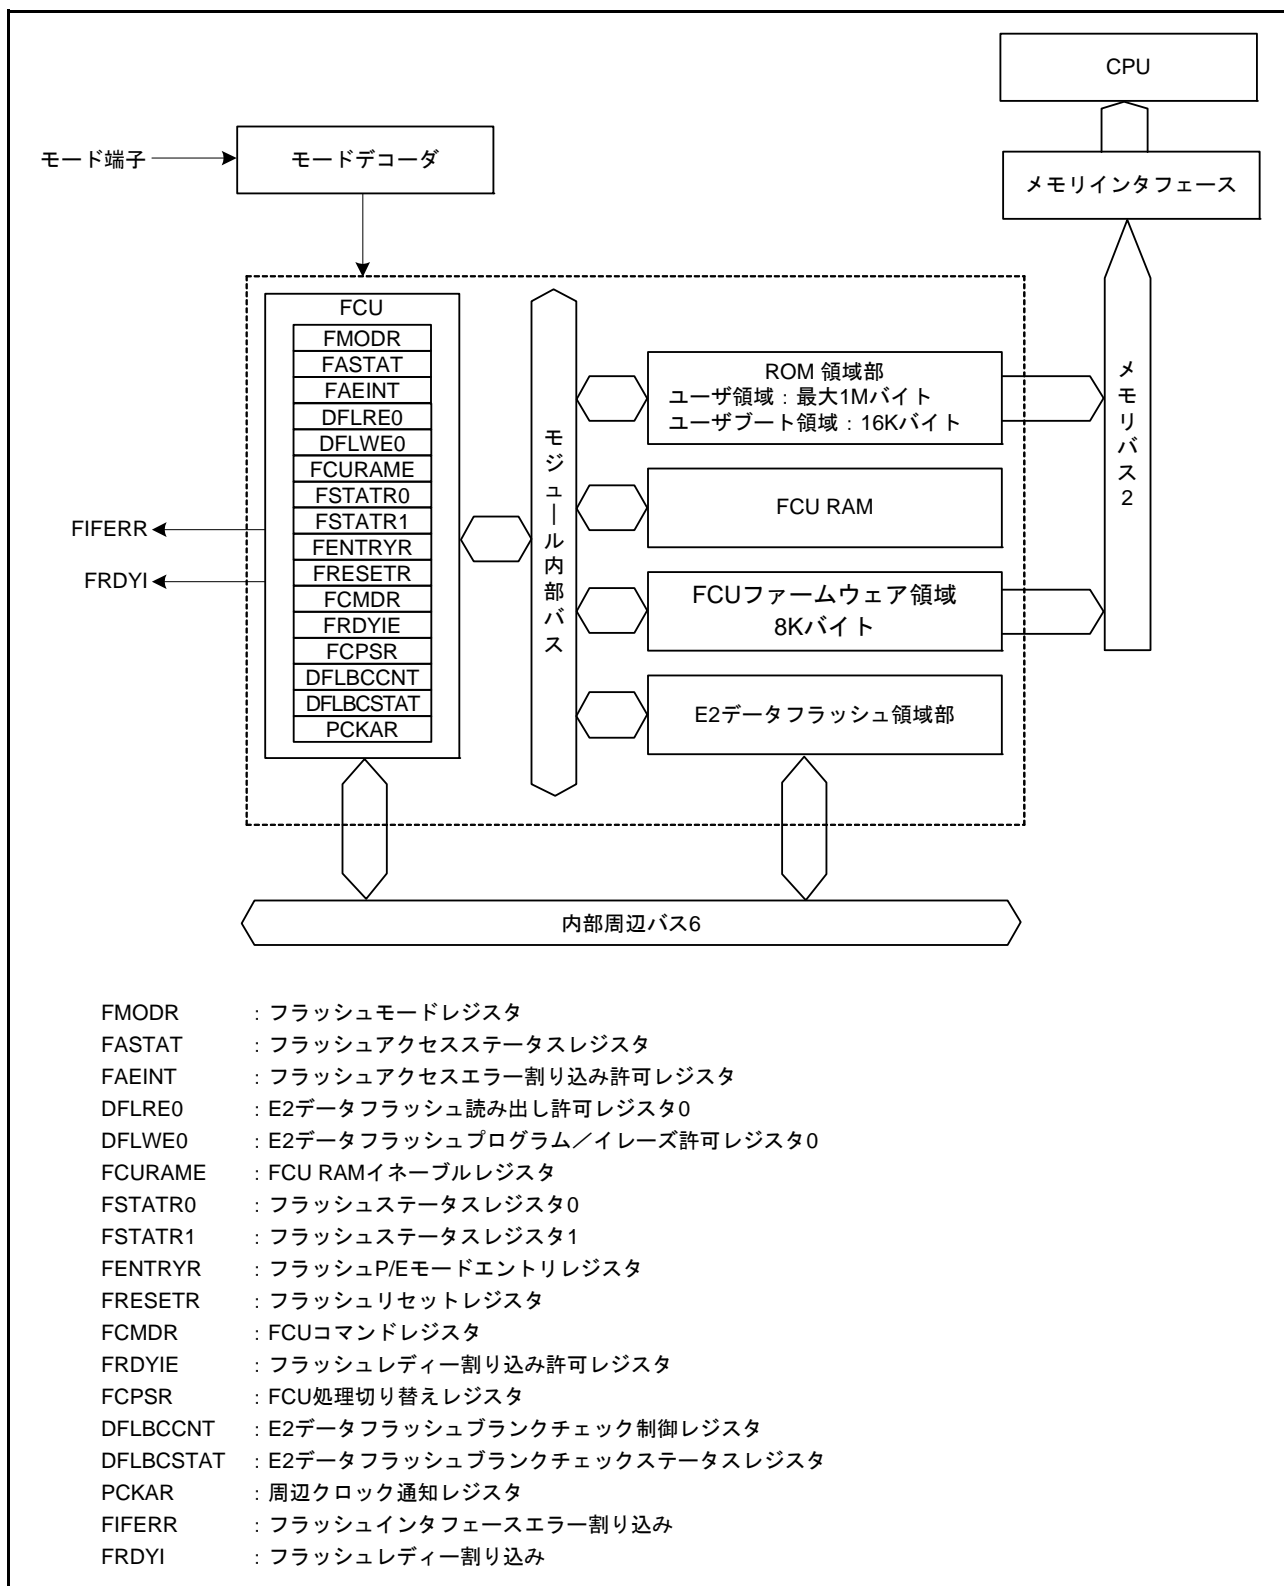 CPU
モード端子
モードデコーダ
メモリインタフェース
FCU
FMODR
FASTAT
FAEINT
DFLRE0
DFLWE0
FCURAME
FSTATR0
FSTATR1
FENTRYR
FRESETR
FCMDR
FRDYIE
FCPSR
DFLBCCNT
DFLBCSTAT
PCKAR
FIFERR
FRDYI
モジュール内部バス
ROM 領域部
ユーザ領域：最大1Mバイト
ユーザブート領域：16Kバイト
FCU RAM
FCUファームウェア領域
8Kバイト
E2データフラッシュ領域部
メモリバス2
内部周辺バス6
FMODR ：フラッシュモードレジスタ
FASTAT ：フラッシュアクセスステータスレジスタ
FAEINT ：フラッシュアクセスエラー割り込み許可レジスタ
DFLRE0 ：E2データフラッシュ読み出し許可レジスタ0
DFLWE0 ：E2データフラッシュプログラム／イレーズ許可レジスタ0
FCURAME ：FCU RAMイネーブルレジスタ
FSTATR0 ：フラッシュステータスレジスタ0
FSTATR1 ：フラッシュステータスレジスタ1
FENTRYR ：フラッシュP/Eモードエントリレジスタ
FRESETR ：フラッシュリセットレジスタ
FCMDR ：FCUコマンドレジスタ
FRDYIE ：フラッシュレディー割り込み許可レジスタ
FCPSR ：FCU処理切り替えレジスタ
DFLBCCNT ：E2データフラッシュブランクチェック制御レジスタ
DFLBCSTAT ：E2データフラッシュブランクチェックステータスレジスタ
PCKAR ：周辺クロック通知レジスタ
FIFERR ：フラッシュインタフェースエラー割り込み
FRDYI ：フラッシュレディー割り込み